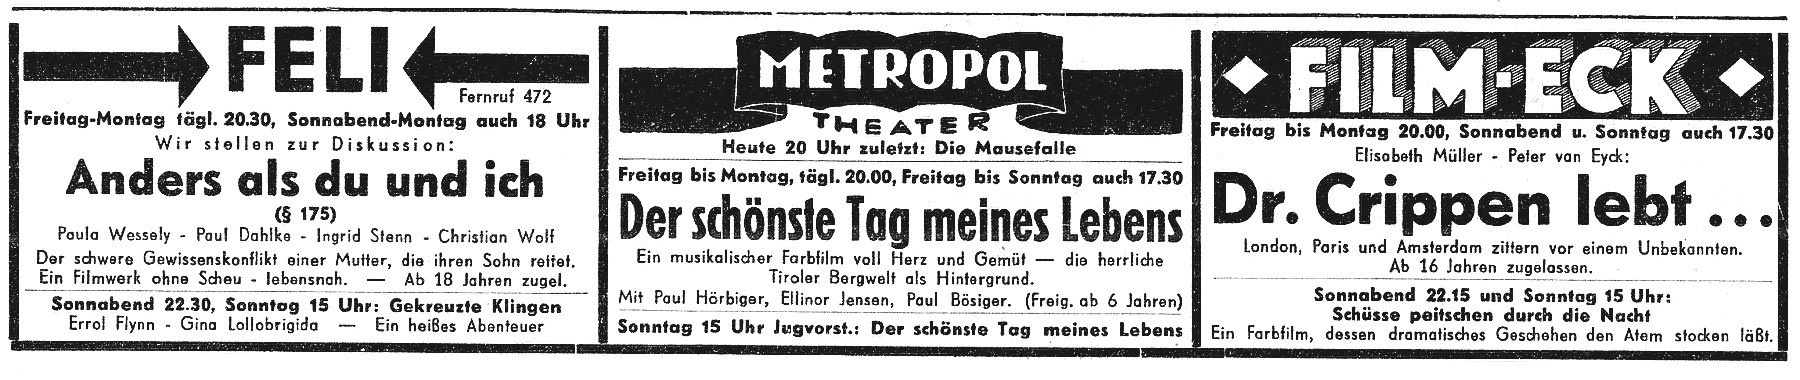 FELI
Fernruf 472
Freitag-Montag tägl. 20.30, Sonnabend-Montag auch 18 Uhr
Wir stellen zur Diskussion:
Anders als du und ich
(§ 175)
Paula Wessely - Paul Dahlke - Ingrid Stenn - Christian Wolf
Der schwere Gewissenskonflikt einer Mutter, die ihren Sohn rettet.
Ein Filmwerk ohne Scheu - lebensnah. — Ab 18 Jahren zugel.
Sonnabend 22.30, Sonntag 15 Uhr: Gekreuzte Klingen
Errol Flynn - Gina Lollobrigida — Ein heißes Abenteuer
METROPOL
THEATER
Heute 20 Uhr zuletzt: Die Mausefalle
Freitag bis Montag, tägl. 20.00, Freitag bis Sonntag auch 17.30
Der schönste Tag meines Lebens
Ein musikalischer Farbfilm voll Herz und Gemüt — die herrliche
Tiroler Bergwelt als Hintergrund.
Mit Paul Hörbiger, Ellinor Jensen, Paul Bösiger. (Freig. ab 6 Jahren)
Sonntag 15 Uhr Jugvorst.: Der schönste Tag meines Lebens
FILM-ECK
Freitag bis Montag 20.00, Sonnabend u. Sonntag auch 17.30
Elisabeth Müller - Peter van Eyck:
Dr. Crippen lebt ...
London, Paris und Amsterdam zittern vor einem Unbekannten.
Ab 16 Jahren zugelassen.
Sonnabend 22.15 und Sonntag 15 Uhr:
Schüsse peitschen durch die Nacht
Ein Farbfilm, dessen dramatisches Geschehen den Atem stocken läßt.